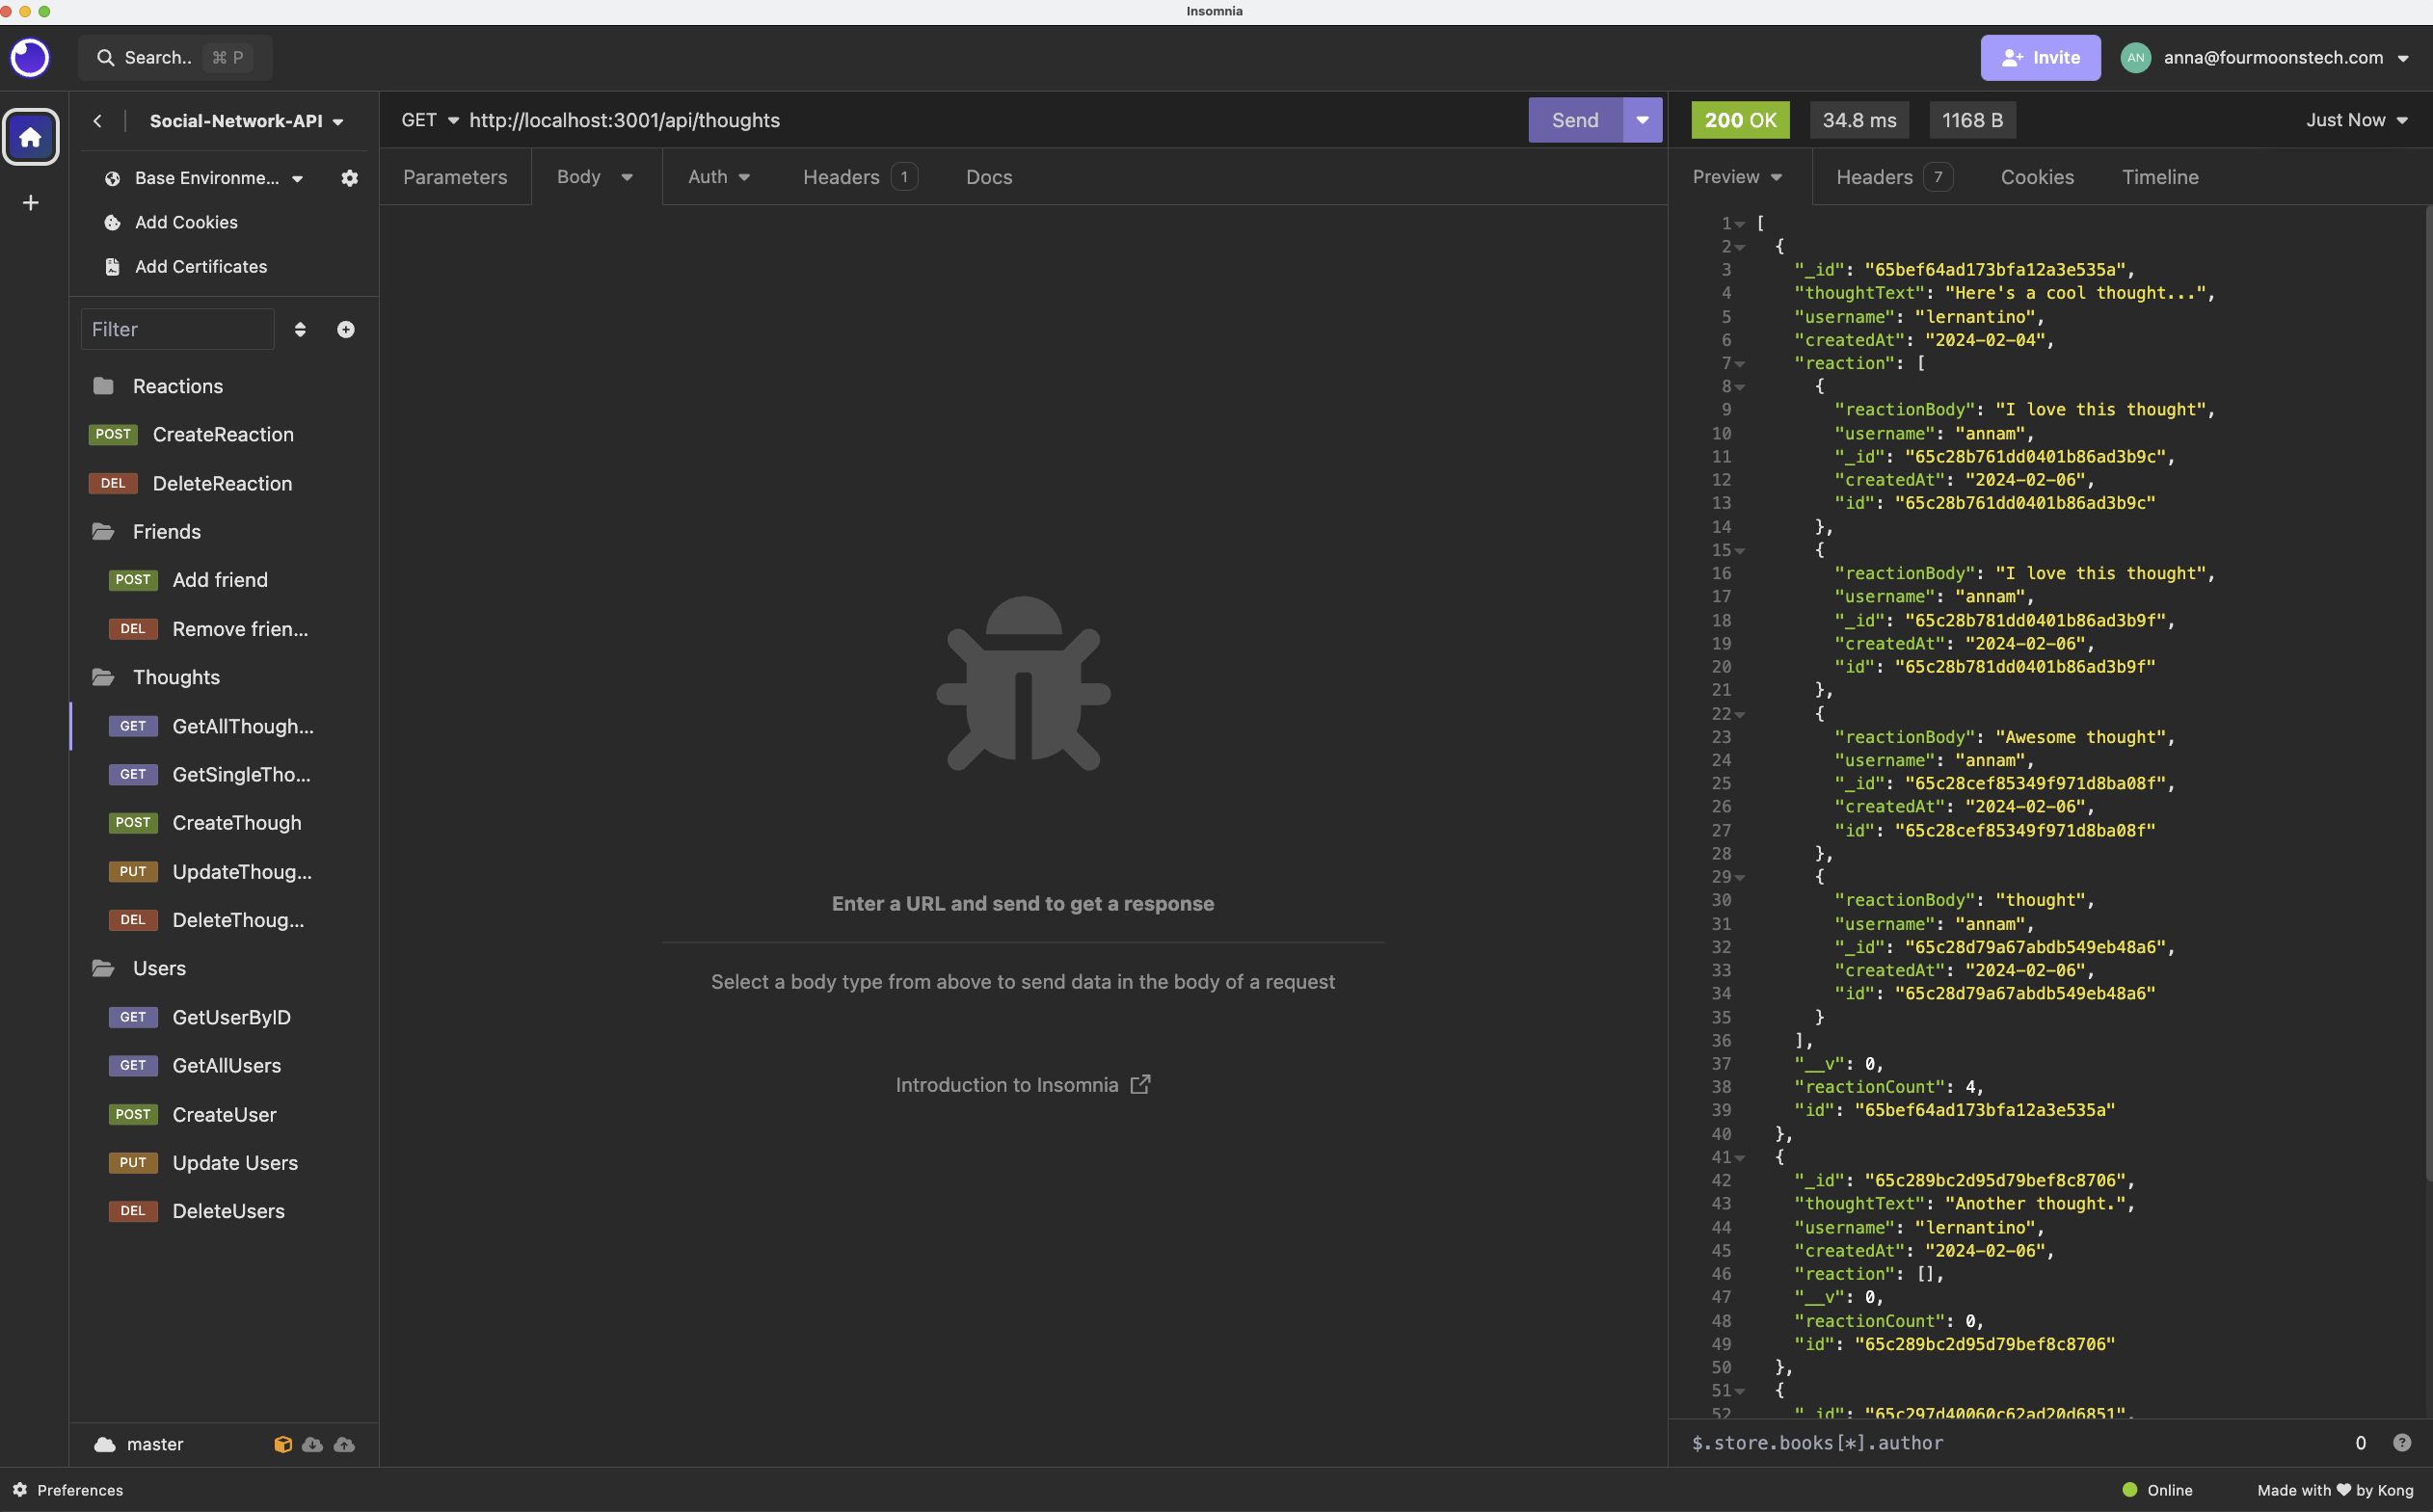 Insomnia
Search.. ⌘ P
Invite
AN
anna@fourmoonstech.com
Social-Network-API
Base Environme...
Add Cookies
Add Certificates
Filter
Reactions
POST CreateReaction
DEL DeleteReaction
Friends
POST Add friend
DEL Remove frien...
Thoughts
GET GetAllThough...
GET GetSingleTho...
POST CreateThough
PUT UpdateThoug...
DEL DeleteThoug...
Users
GET GetUserByID
GET GetAllUsers
POST CreateUser
PUT Update Users
DEL DeleteUsers
master
Preferences
GET http://localhost:3001/api/thoughts
Send
Parameters Body Auth Headers 1 Docs
Enter a URL and send to get a response
Select a body type from above to send data in the body of a request
Introduction to Insomnia
200 OK 34.8 ms 1168 B Just Now
Preview Headers 7 Cookies Timeline
1 [
2 {
3 "_id": "65bef64ad173bfa12a3e535a",
4 "thoughtText": "Here's a cool thought...",
5 "username": "lernantino",
6 "createdAt": "2024-02-04",
7 "reaction": [
8 {
9 "reactionBody": "I love this thought",
10 "username": "annam",
11 "_id": "65c28b761dd0401b86ad3b9c",
12 "createdAt": "2024-02-06",
13 "id": "65c28b761dd0401b86ad3b9c"
14 },
15 {
16 "reactionBody": "I love this thought",
17 "username": "annam",
18 "_id": "65c28b781dd0401b86ad3b9f",
19 "createdAt": "2024-02-06",
20 "id": "65c28b781dd0401b86ad3b9f"
21 },
22 {
23 "reactionBody": "Awesome thought",
24 "username": "annam",
25 "_id": "65c28cef85349f971d8ba08f",
26 "createdAt": "2024-02-06",
27 "id": "65c28cef85349f971d8ba08f"
28 },
29 {
30 "reactionBody": "thought",
31 "username": "annam",
32 "_id": "65c28d79a67abdb549eb48a6",
33 "createdAt": "2024-02-06",
34 "id": "65c28d79a67abdb549eb48a6"
35 }
36 ],
37 "__v": 0,
38 "reactionCount": 4,
39 "id": "65bef64ad173bfa12a3e535a"
40 },
41 {
42 "_id": "65c289bc2d95d79bef8c8706",
43 "thoughtText": "Another thought.",
44 "username": "lernantino",
45 "createdAt": "2024-02-06",
46 "reaction": [],
47 "__v": 0,
48 "reactionCount": 0,
49 "id": "65c289bc2d95d79bef8c8706"
50 },
51 {
52 "_id": "65c297d40060c62ad20d6851",
$.store.books[*].author 0
Online
Made with ♥ by Kong